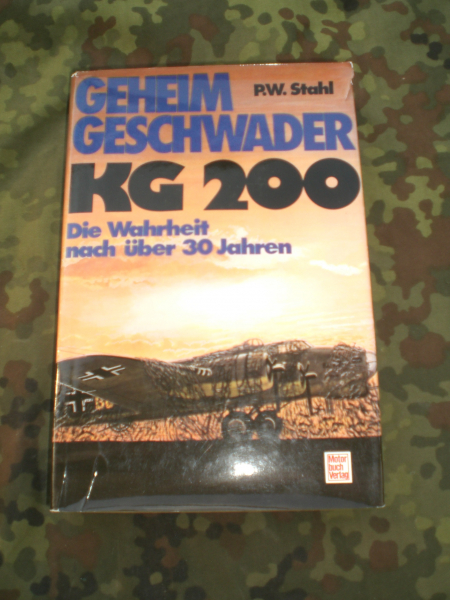 GEHEIM
P.W. Stahl
GESCHWADER
KG 200
Die Wahrheit
nach über 30 Jahren
Motor
buch
Verlag